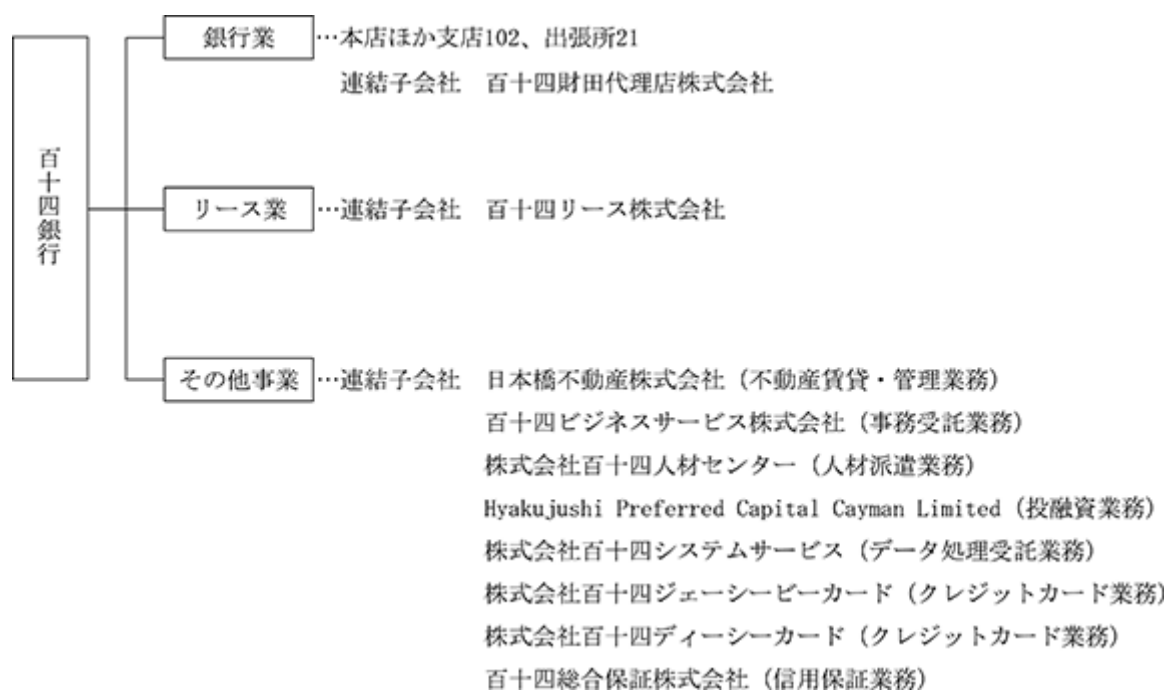 百十四銀行
銀行業…本店ほか支店102、出張所21
連結子会社 百十四財田代理店株式会社
リース業…連結子会社 百十四リース株式会社
その他事業…連結子会社 日本橋不動産株式会社（不動産賃貸・管理業務）
百十四ビジネスサービス株式会社（事務受託業務）
株式会社百十四人材センター（人材派遣業務）
Hyakujushi Preferred Capital Cayman Limited（投融資業務）
株式会社百十四システムサービス（データ処理受託業務）
株式会社百十四ジェーシービーカード（クレジットカード業務）
株式会社百十四ディーシーカード（クレジットカード業務）
百十四総合保証株式会社（信用保証業務）